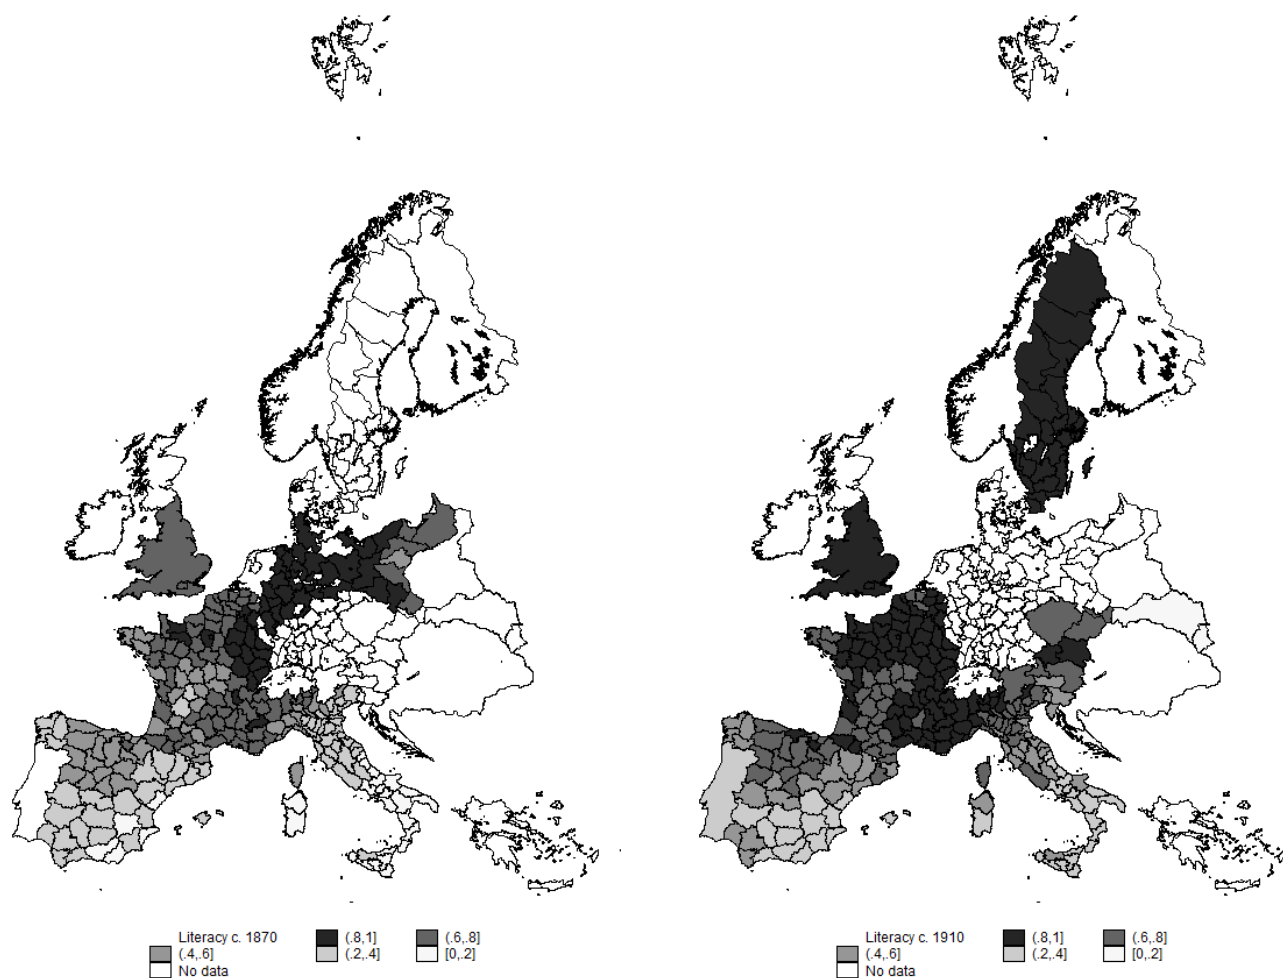 Literacy c. 1870 (.8,1] (.6,.8]
(.4,.6] (.2,.4] [0,.2]
No data
Literacy c. 1910 (.8,1] (.6,.8]
(.4,.6] (.2,.4] [0,.2]
No data